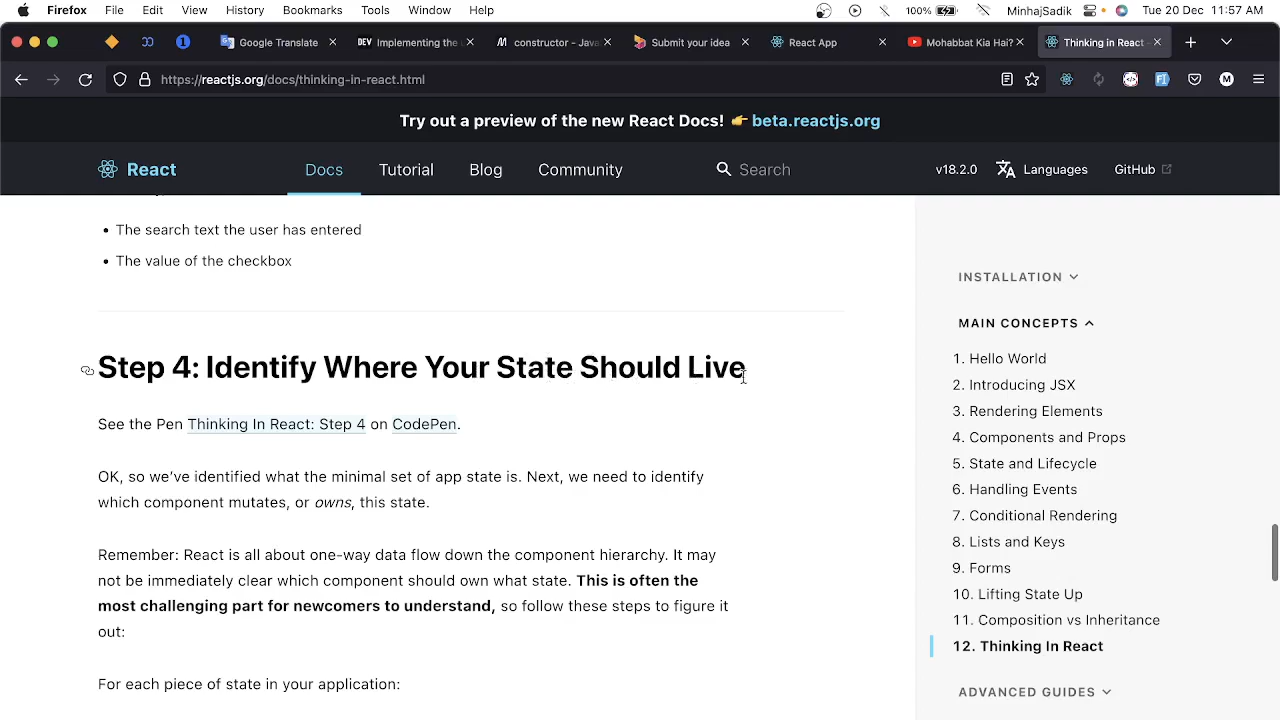 Firefox File Edit View History Bookmarks Tools Window Help 100% MinhajSadik Tue 20 Dec 11:57 AM
Google Translate DEV Implementing the constructor - Java Submit your idea React App Mohabbat Kia Hai? Thinking in React -
https://reactjs.org/docs/thinking-in-react.html
Try out a preview of the new React Docs! 👉 beta.reactjs.org
React Docs Tutorial Blog Community Search v18.2.0 Languages GitHub
• The search text the user has entered
• The value of the checkbox
Step 4: Identify Where Your State Should Live
See the Pen Thinking In React: Step 4 on CodePen.
OK, so we’ve identified what the minimal set of app state is. Next, we need to identify
which component mutates, or owns, this state.
Remember: React is all about one-way data flow down the component hierarchy. It may
not be immediately clear which component should own what state. This is often the
most challenging part for newcomers to understand, so follow these steps to figure it
out:
For each piece of state in your application:
INSTALLATION
MAIN CONCEPTS
1. Hello World
2. Introducing JSX
3. Rendering Elements
4. Components and Props
5. State and Lifecycle
6. Handling Events
7. Conditional Rendering
8. Lists and Keys
9. Forms
10. Lifting State Up
11. Composition vs Inheritance
12. Thinking In React
ADVANCED GUIDES